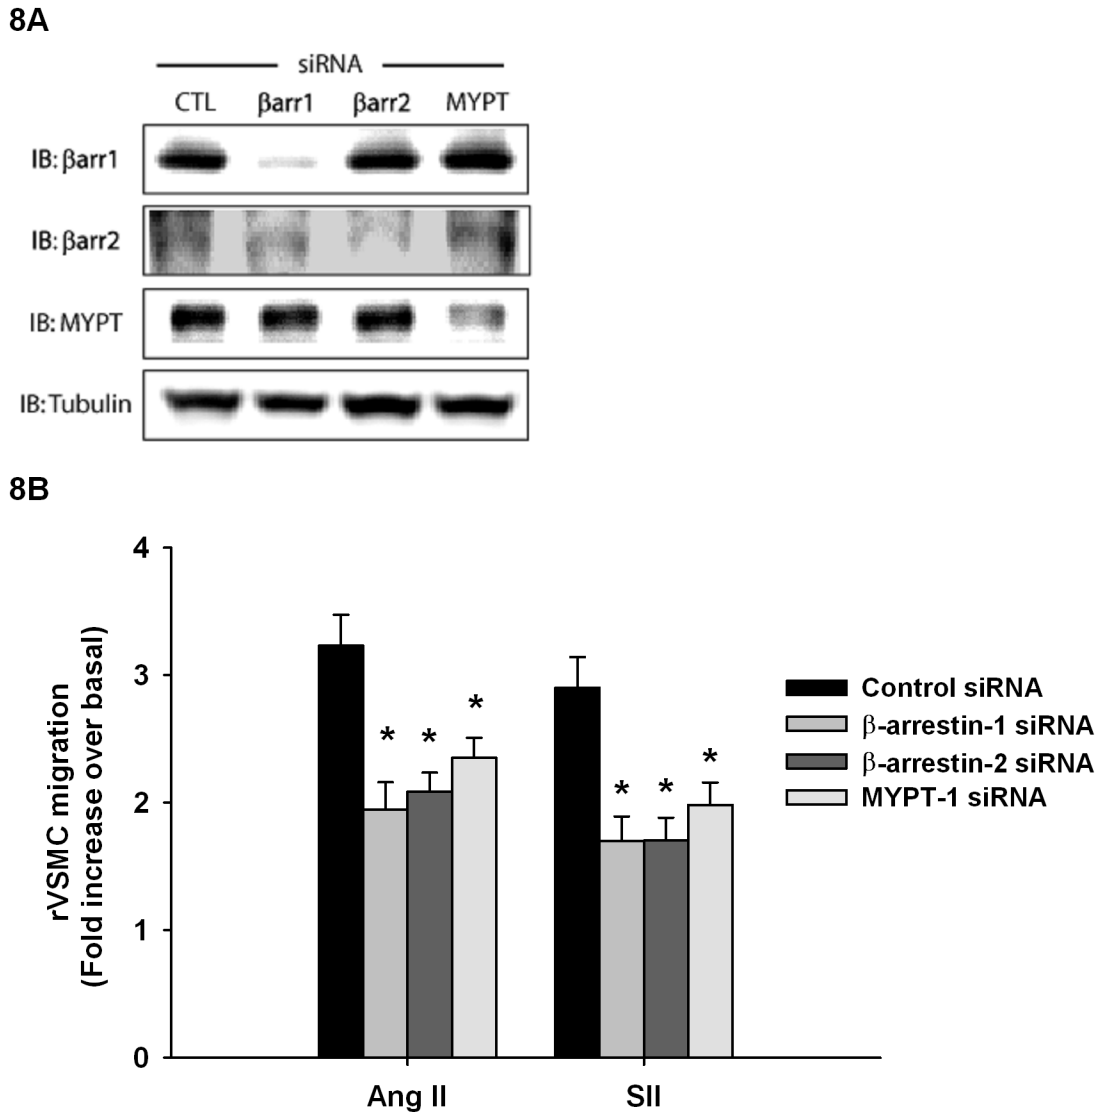 8A
siRNA
CTL βarr1 βarr2 MYPT
IB: βarr1
IB: βarr2
IB: MYPT
IB: Tubulin
8B
rVSMC migration
(Fold increase over basal)
4
3
2
1
0
* * *
* * *
Ang II SII
Control siRNA
β-arrestin-1 siRNA
β-arrestin-2 siRNA
MYPT-1 siRNA